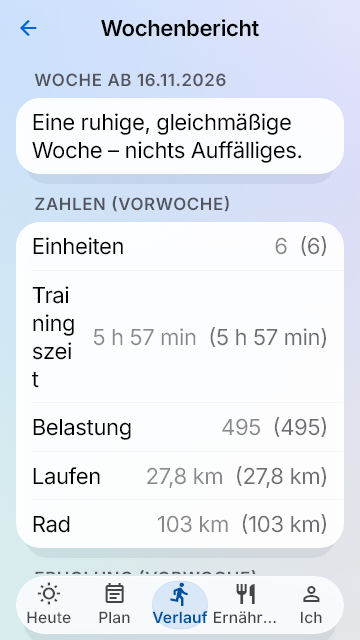 Wochenbericht
WOCHE AB 16.11.2026
Eine ruhige, gleichmäßige
Woche – nichts Auffälliges.
ZAHLEN (VORWOCHE)
Einheiten 6 (6)
Trai
ning
szei
t
5 h 57 min (5 h 57 min)
Belastung 495 (495)
Laufen 27,8 km (27,8 km)
Rad 103 km (103 km)
ERHOLUNG (VORWOCHE)
Heute Plan Verlauf Ernähr... Ich